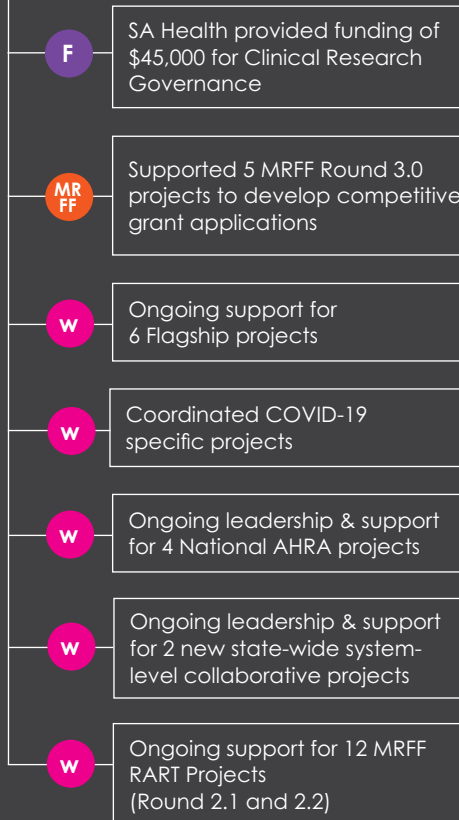 F
SA Health provided funding of
$45,000 for Clinical Research
Governance
MR
FF
Supported 5 MRFF Round 3.0
projects to develop competitive
grant applications
w
Ongoing support for
6 Flagship projects
w
Coordinated COVID-19
specific projects
w
Ongoing leadership & support
for 4 National AHRA projects
w
Ongoing leadership & support
for 2 new state-wide system-
level collaborative projects
w
Ongoing support for 12 MRFF
RART Projects
(Round 2.1 and 2.2)